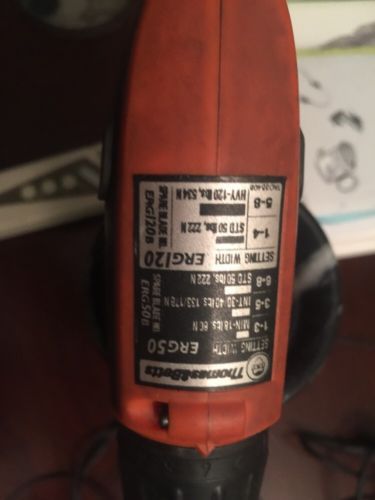 Thomas&Betts
ERG50
SETTING WIDTH
1-3 MIN-18 lbs. 80 N
3-5 INT-30-40 lbs. 133/178 N
6-8 STD 50 lbs. 222 N
SPARE BLADE NO.
ERG50B
ERG120
SETTING WIDTH
1-4 STD 50 lbs. 222 N
5-8 HVY-120 lbs. 534 N
SPARE BLADE NO.
ERG120B
2